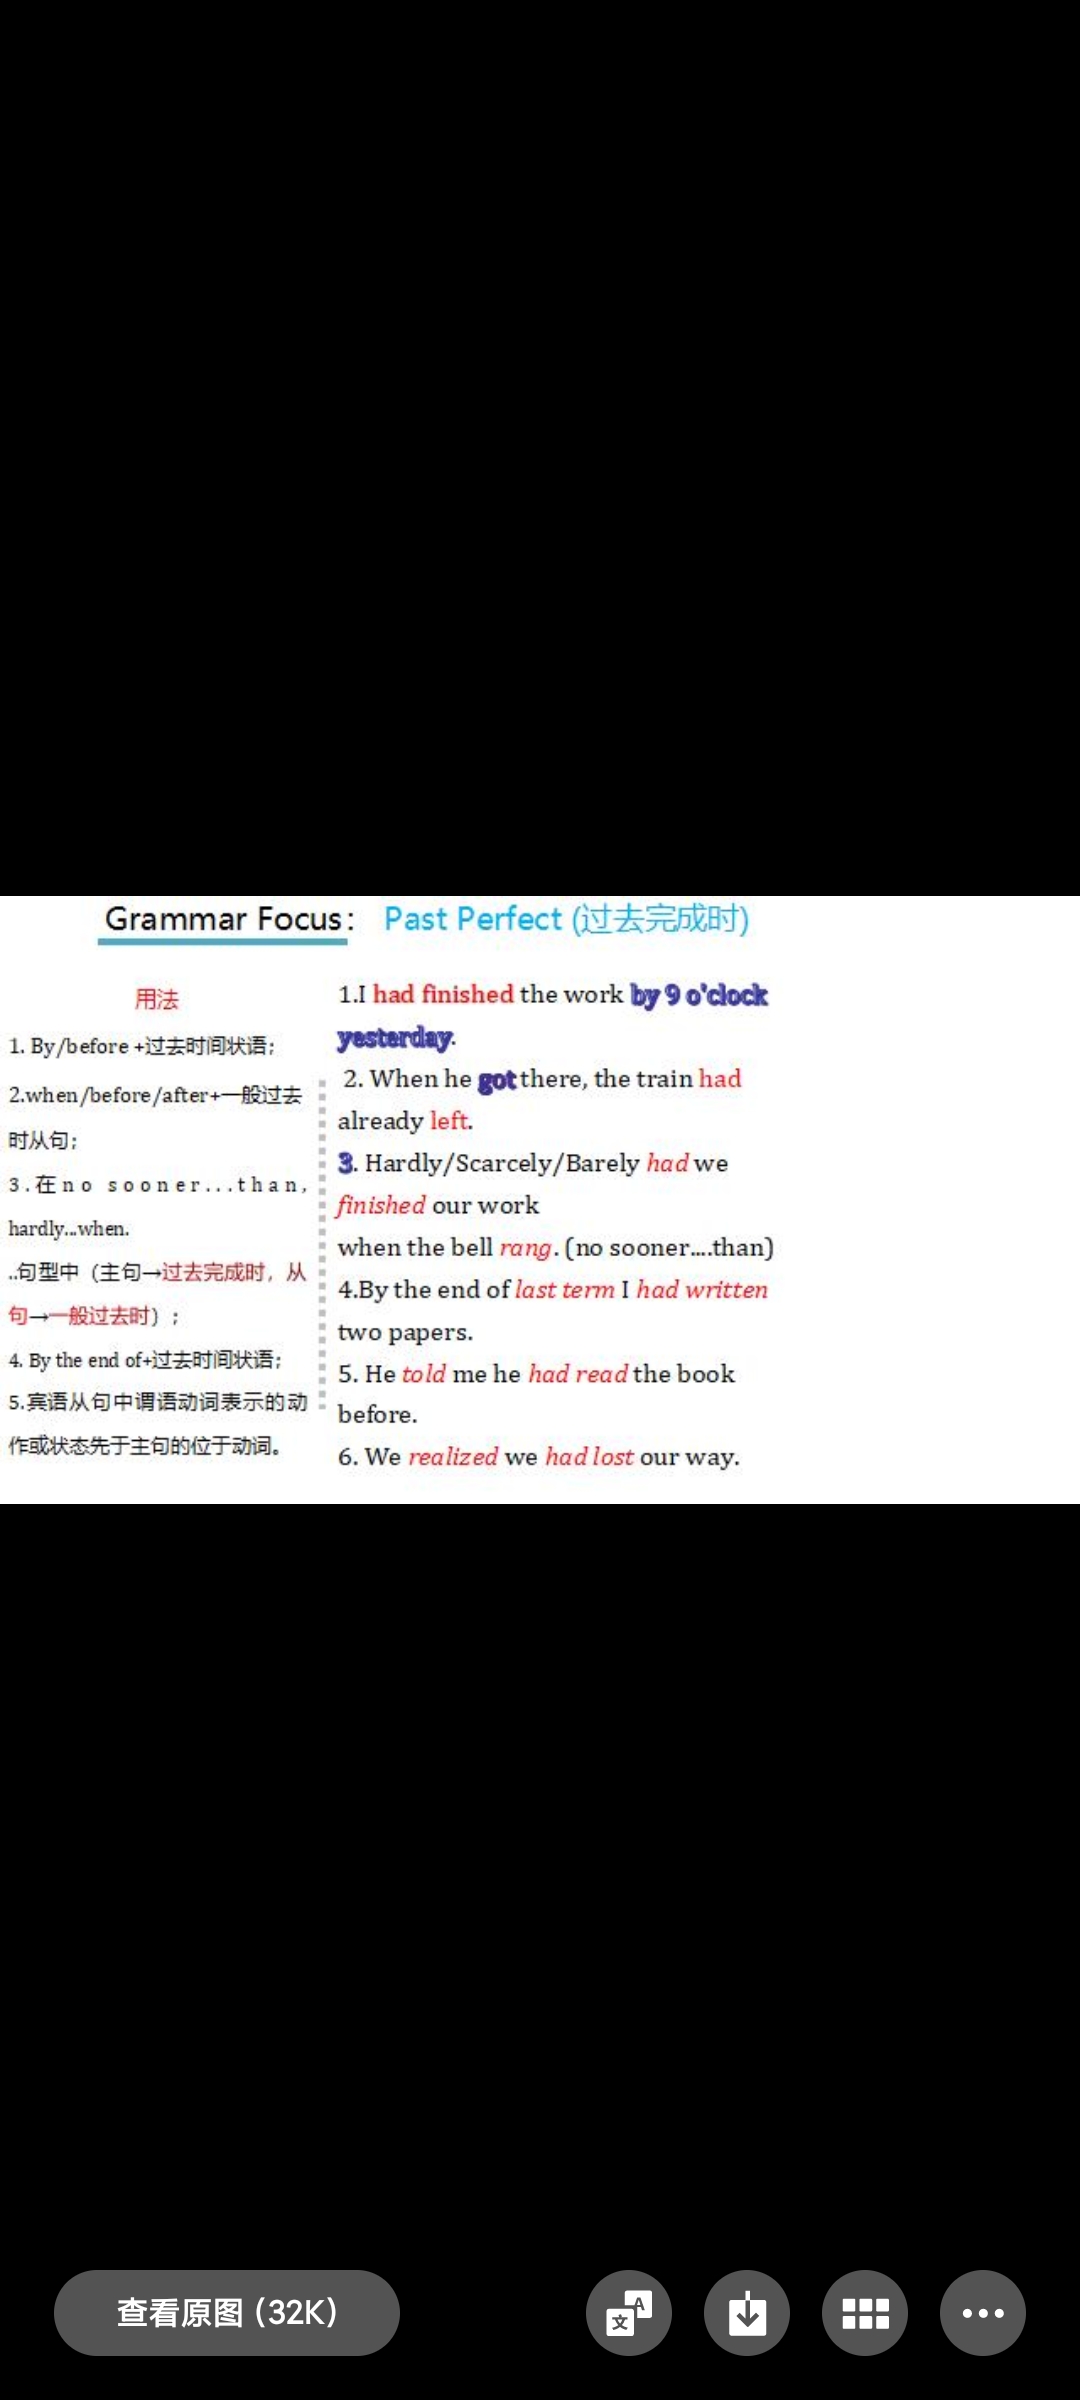 Grammar Focus: Past Perfect (过去完成时)
用法
1. By/before +过去时间状语;
2.when/before/after+一般过去
时从句;
3.在no sooner...than,
hardly...when.
..句型中（主句→过去完成时，从
句→一般过去时）;
4. By the end of+过去时间状语;
5.宾语从句中谓语动词表示的动
作或状态先于主句的位于动词。
1.I had finished the work by 9 o'clock
yesterday.
2. When he got there, the train had
already left.
3. Hardly/Scarcely/Barely had we
finished our work
when the bell rang. (no sooner....than)
4.By the end of last term I had written
two papers.
5. He told me he had read the book
before.
6. We realized we had lost our way.
查看原图 (32K)
文 A